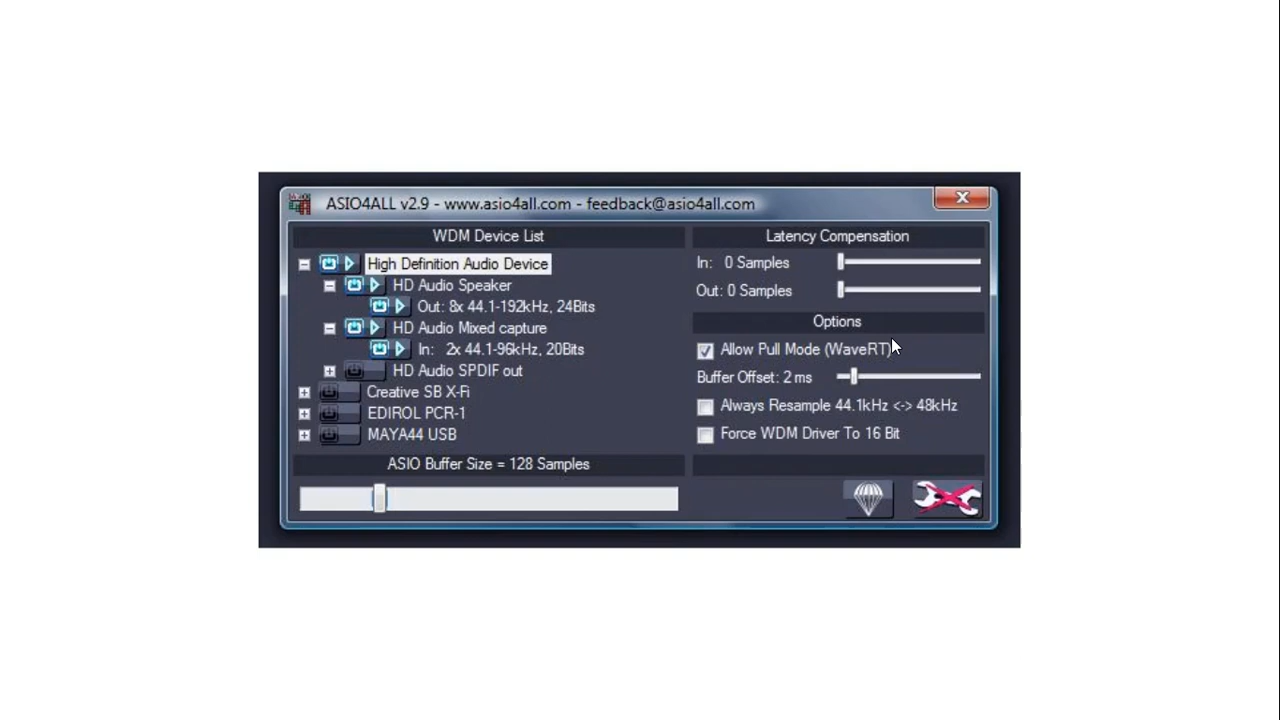 ASIO4ALL v2.9 - www.asio4all.com - feedback@asio4all.com
WDM Device List
High Definition Audio Device
HD Audio Speaker
Out: 8x 44.1-192kHz, 24Bits
HD Audio Mixed capture
In: 2x 44.1-96kHz, 20Bits
HD Audio SPDIF out
Creative SB X-Fi
EDIROL PCR-1
MAYA44 USB
ASIO Buffer Size = 128 Samples
Latency Compensation
In: 0 Samples
Out: 0 Samples
Options
Allow Pull Mode (WaveRT)
Buffer Offset: 2 ms
Always Resample 44.1kHz <-> 48kHz
Force WDM Driver To 16 Bit